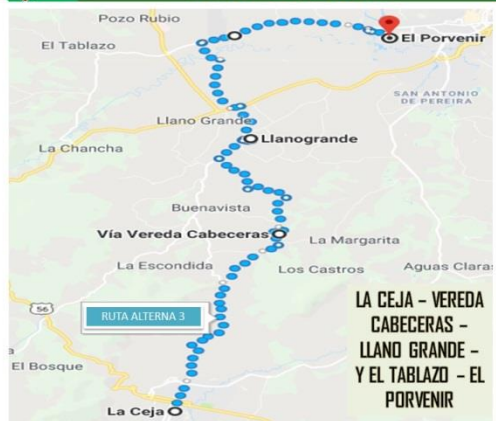 Pozo Rubio
El Porvenir
El Tablazo
SAN ANTONIO
DE PEREIRA
Llano Grande
Llanogrande
La Chancha
Buenavista
Vía Vereda Cabeceras
La Margarita
La Escondida
Los Castros
Aguas Claras
56
RUTA ALTERNA 3
El Bosque
La Ceja
LA CEJA – VEREDA
CABECERAS –
LLANO GRANDE –
Y EL TABLAZO – EL
PORVENIR